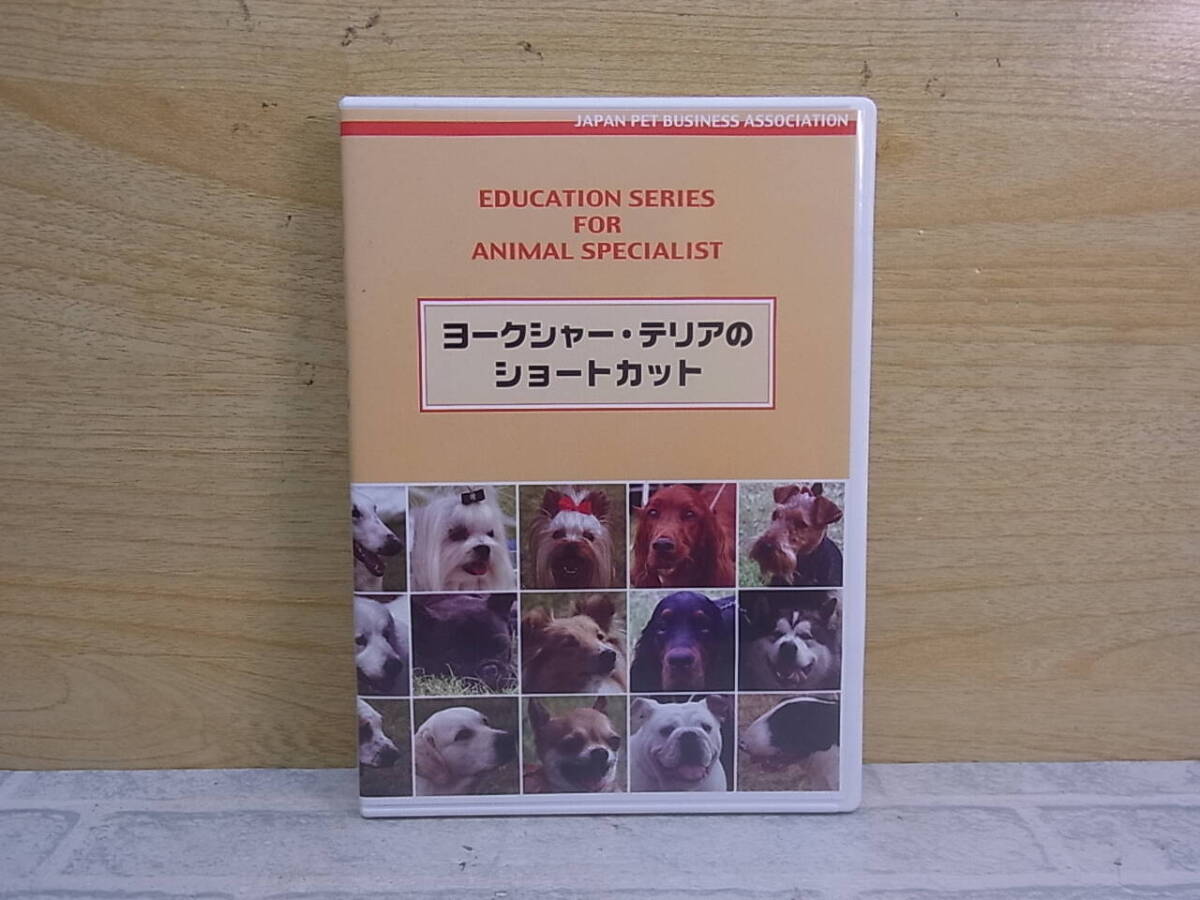 JAPAN PET BUSINESS ASSOCIATION
EDUCATION SERIES
FOR
ANIMAL SPECIALIST
ヨークシャー・テリアの
ショートカット